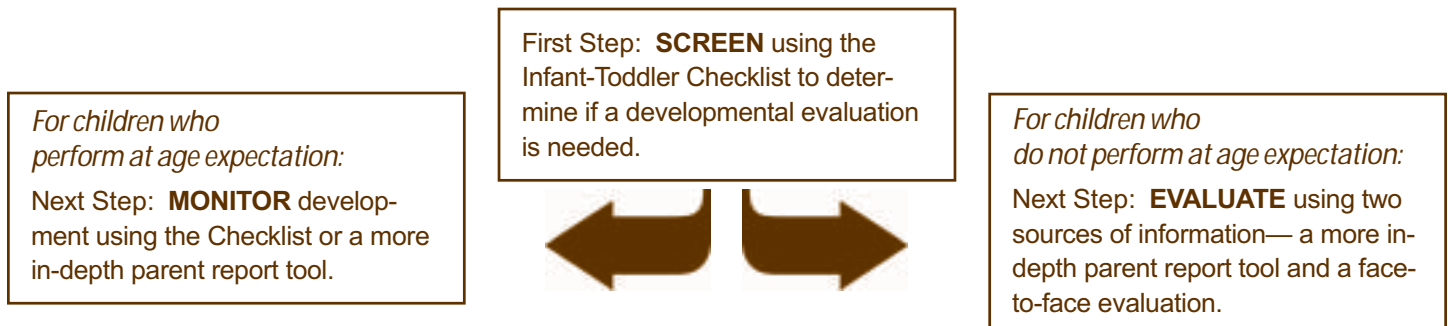 First Step: SCREEN using the
Infant-Toddler Checklist to deter-
mine if a developmental evaluation
is needed.
For children who
perform at age expectation:
Next Step: MONITOR develop-
ment using the Checklist or a more
in-depth parent report tool.
For children who
do not perform at age expectation:
Next Step: EVALUATE using two
sources of information— a more in-
depth parent report tool and a face-
to-face evaluation.